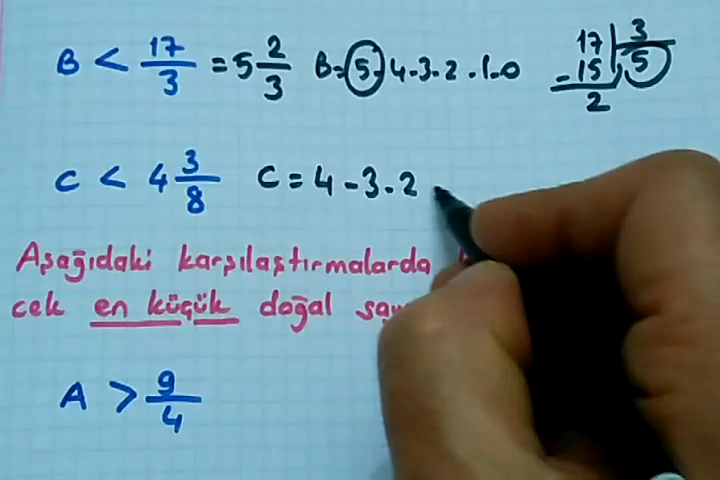 B < 17/3 = 5 2/3 B = 5 - 4 - 3 - 2 . 1 - 0
17 | 3
- 15 5
2
C < 4 3/8 C = 4 - 3 . 2
Aşağıdaki karşılaştırmalarda
cek en küçük doğal
A > 9/4